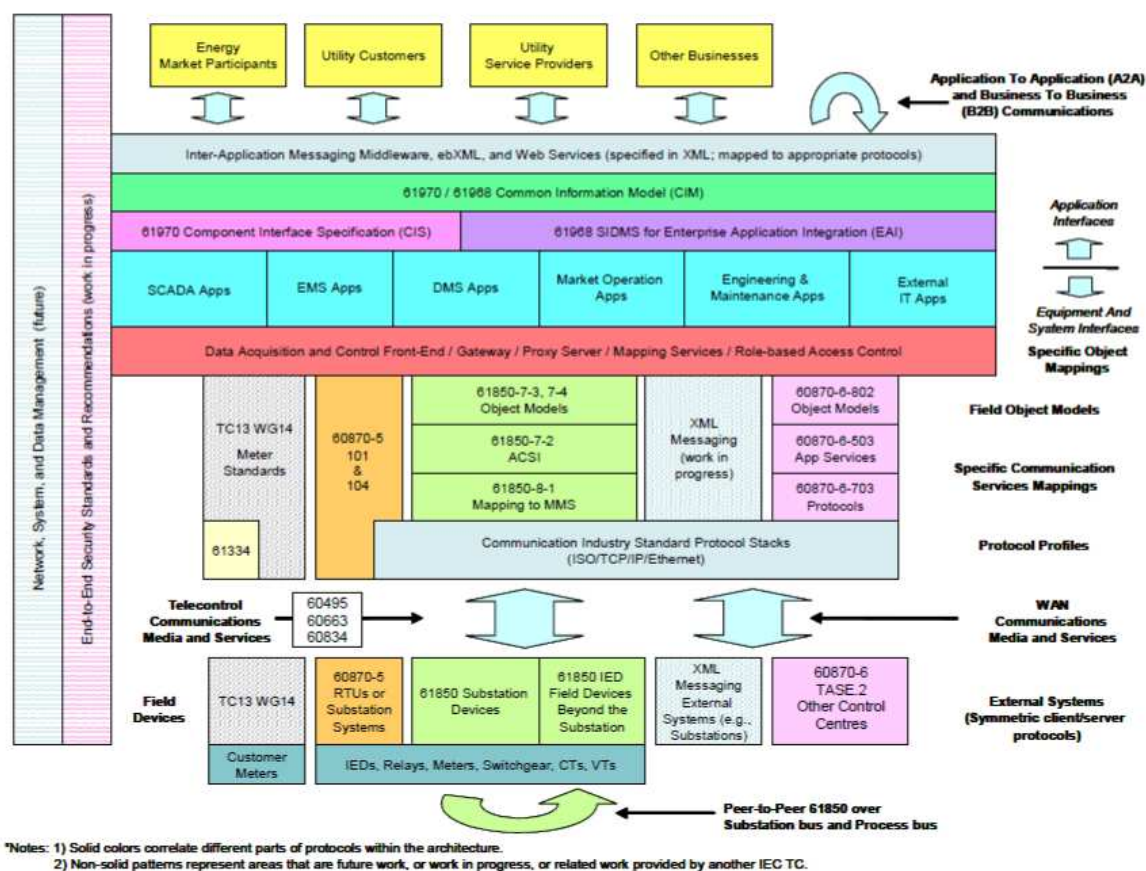 Energy
Market Participants
Utility Customers
Utility
Service Providers
Other Businesses
Application To Application (A2A)
and Business To Business
(B2B) Communications
Network, System, and Data Management (future)
End-to-End Security Standards and Recommendations (work in progress)
Inter-Application Messaging Middleware, ebXML, and Web Services (specified in XML; mapped to appropriate protocols)
61970 / 61968 Common Information Model (CIM)
61970 Component Interface Specification (CIS)
61968 SIDMS for Enterprise Application Integration (EAI)
Application
Interfaces
SCADA Apps
EMS Apps
DMS Apps
Market Operation
Apps
Engineering &
Maintenance Apps
External
IT Apps
Equipment And
System Interfaces
Data Acquisition and Control Front-End / Gateway / Proxy Server / Mapping Services / Role-based Access Control
Specific Object
Mappings
TC13 WG14
Meter
Standards
61334
60870-5
101
&
104
61850-7-3, 7-4
Object Models
61850-7-2
ACSI
61850-8-1
Mapping to MMS
XML
Messaging
(work in
progress)
60870-6-802
Object Models
60870-6-503
App Services
60870-6-703
Protocols
Field Object Models
Specific Communication
Services Mappings
Communication Industry Standard Protocol Stacks
(ISO/TCP/IP/Ethernet)
Protocol Profiles
Telecontrol
Communications
Media and Services
60495
60663
60834
WAN
Communications
Media and Services
Field
Devices
TC13 WG14
60870-5
RTUs or
Substation
Systems
61850 Substation
Devices
61850 IED
Field Devices
Beyond the
Substation
XML
Messaging
External
Systems (e.g.,
Substations)
60870-6
TASE.2
Other Control
Centres
External Systems
(Symmetric client/server
protocols)
Customer
Meters
IEDs, Relays, Meters, Switchgear, CTs, VTs
Peer-to-Peer 61850 over
Substation bus and Process bus
*Notes: 1) Solid colors correlate different parts of protocols within the architecture.
2) Non-solid patterns represent areas that are future work, or work in progress, or related work provided by another IEC TC.